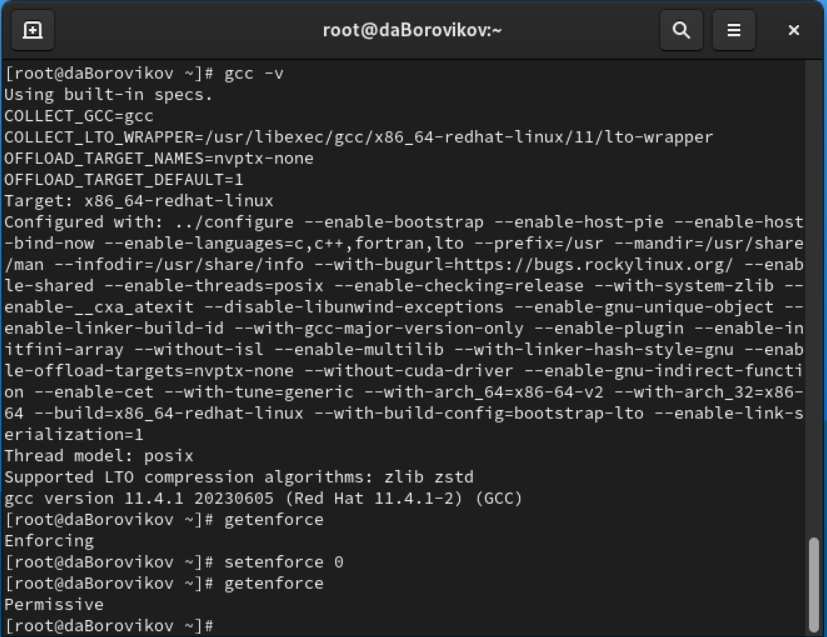 root@daBorovikov:~
[root@daBorovikov ~]# gcc -v
Using built-in specs.
COLLECT_GCC=gcc
COLLECT_LTO_WRAPPER=/usr/libexec/gcc/x86_64-redhat-linux/11/lto-wrapper
OFFLOAD_TARGET_NAMES=nvptx-none
OFFLOAD_TARGET_DEFAULT=1
Target: x86_64-redhat-linux
Configured with: ../configure --enable-bootstrap --enable-host-pie --enable-host
-bind-now --enable-languages=c,c++,fortran,lto --prefix=/usr --mandir=/usr/share
/man --infodir=/usr/share/info --with-bugurl=https://bugs.rockylinux.org/ --enab
le-shared --enable-threads=posix --enable-checking=release --with-system-zlib --
enable-__cxa_atexit --disable-libunwind-exceptions --enable-gnu-unique-object --
enable-linker-build-id --with-gcc-major-version-only --enable-plugin --enable-in
itfini-array --without-isl --enable-multilib --with-linker-hash-style=gnu --enab
le-offload-targets=nvptx-none --without-cuda-driver --enable-gnu-indirect-functi
on --enable-cet --with-tune=generic --with-arch_64=x86-64-v2 --with-arch_32=x86-
64 --build=x86_64-redhat-linux --with-build-config=bootstrap-lto --enable-link-s
erialization=1
Thread model: posix
Supported LTO compression algorithms: zlib zstd
gcc version 11.4.1 20230605 (Red Hat 11.4.1-2) (GCC)
[root@daBorovikov ~]# getenforce
Enforcing
[root@daBorovikov ~]# setenforce 0
[root@daBorovikov ~]# getenforce
Permissive
[root@daBorovikov ~]#